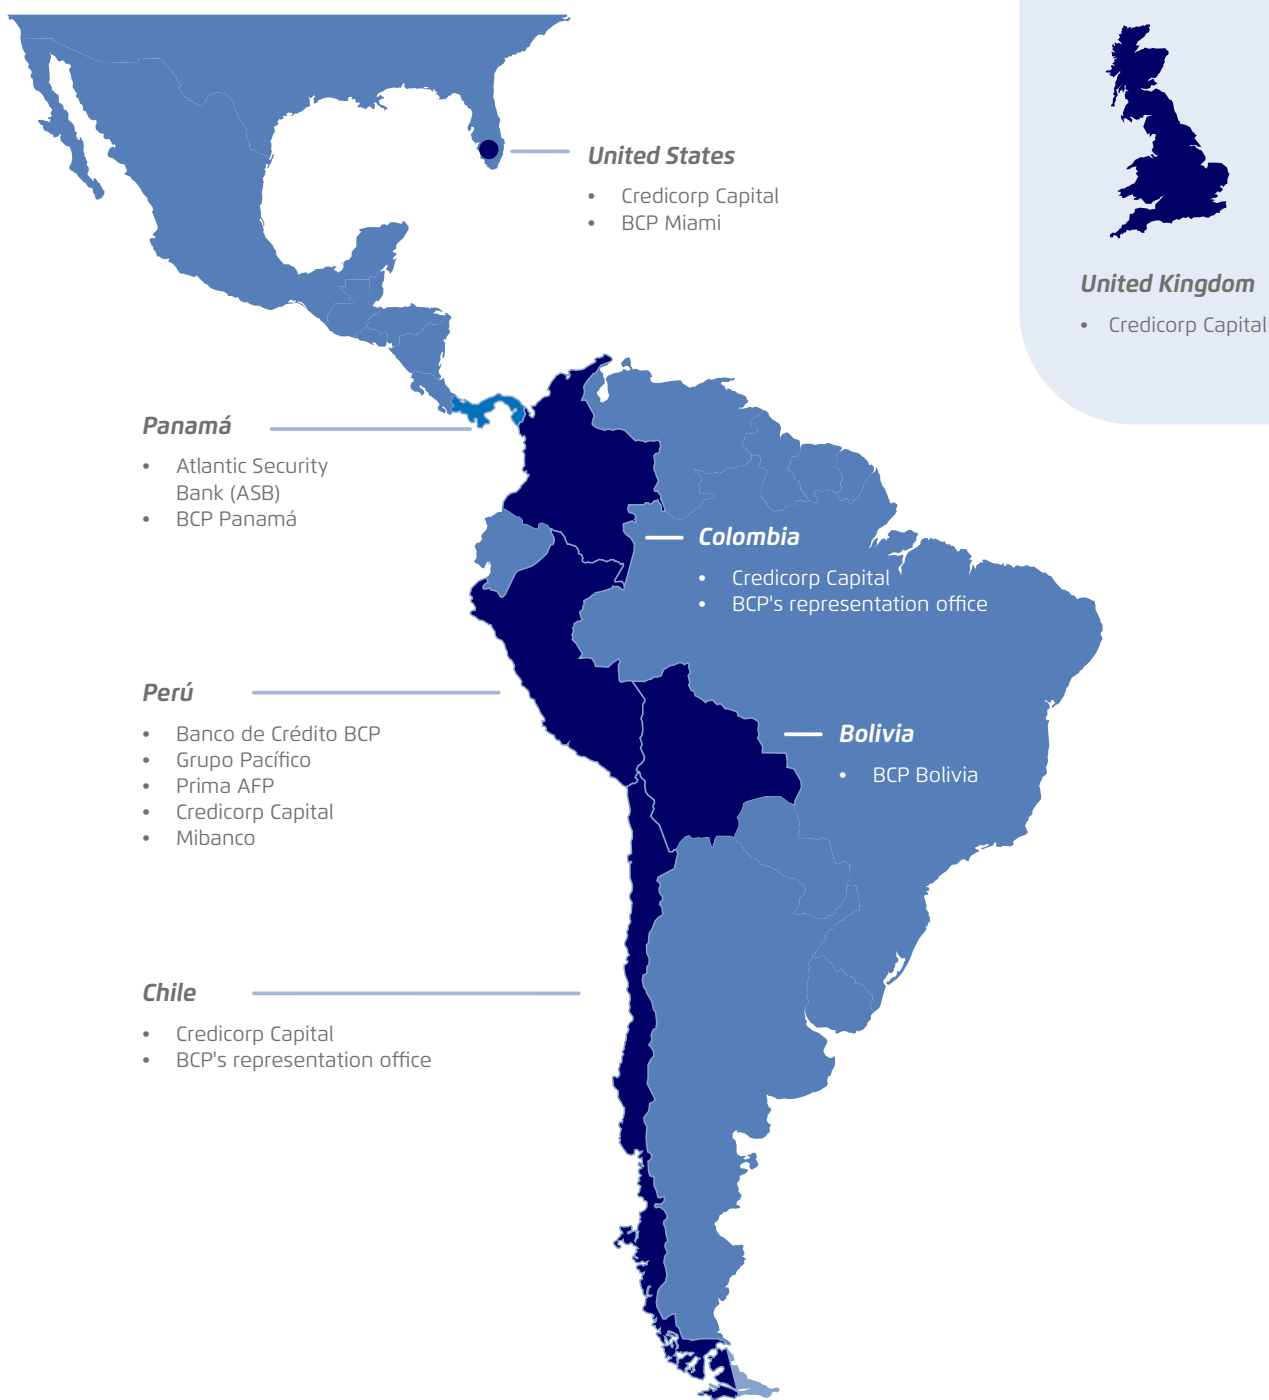 United States
• Credicorp Capital
• BCP Miami
United Kingdom
• Credicorp Capital
Panamá
• Atlantic Security
Bank (ASB)
• BCP Panamá
Colombia
• Credicorp Capital
• BCP's representation office
Perú
• Banco de Crédito BCP
• Grupo Pacífico
• Prima AFP
• Credicorp Capital
• Mibanco
Bolivia
• BCP Bolivia
Chile
• Credicorp Capital
• BCP's representation office